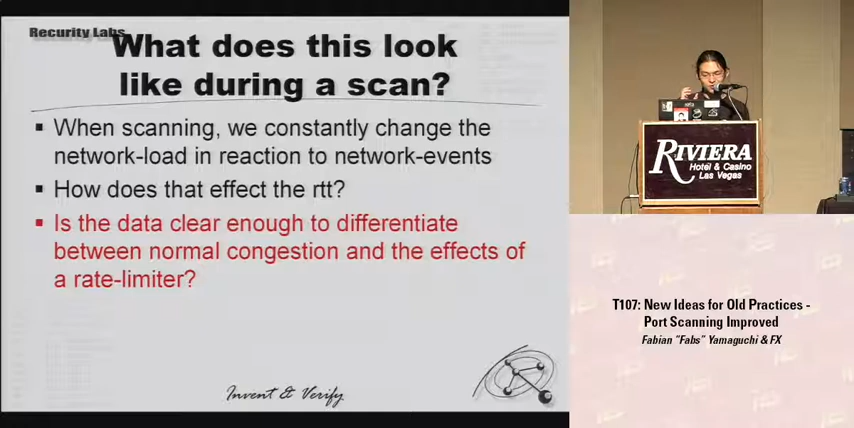 Recurity Labs
What does this look
like during a scan?
When scanning, we constantly change the
network-load in reaction to network-events
How does that effect the rtt?
Is the data clear enough to differentiate
between normal congestion and the effects of
a rate-limiter?
Invent & Verify
RIVIERA
Hotel & Casino
Las Vegas
T107: New Ideas for Old Practices -
Port Scanning Improved
Fabian "Fabs" Yamaguchi & FX